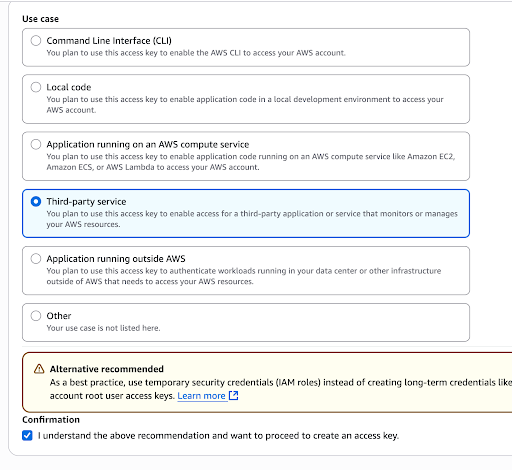 Use case
Command Line Interface (CLI)
You plan to use this access key to enable the AWS CLI to access your AWS account.
Local code
You plan to use this access key to enable application code in a local development environment to access your
AWS account.
Application running on an AWS compute service
You plan to use this access key to enable application code running on an AWS compute service like Amazon EC2,
Amazon ECS, or AWS Lambda to access your AWS account.
Third-party service
You plan to use this access key to enable access for a third-party application or service that monitors or manages
your AWS resources.
Application running outside AWS
You plan to use this access key to authenticate workloads running in your data center or other infrastructure
outside of AWS that needs to access your AWS resources.
Other
Your use case is not listed here.
Alternative recommended
As a best practice, use temporary security credentials (IAM roles) instead of creating long-term credentials like
account root user access keys. Learn more
Confirmation
I understand the above recommendation and want to proceed to create an access key.